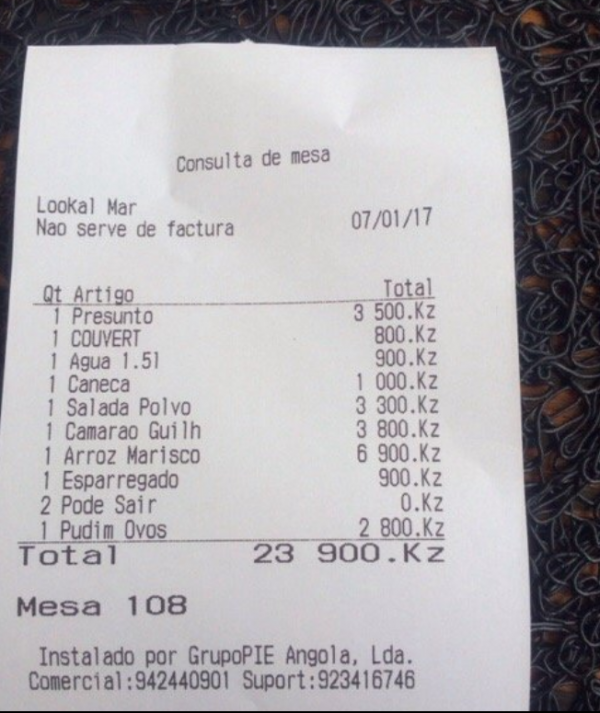 Consulta de mesa
Lookal Mar
Nao serve de factura 07/01/17
Qt Artigo Total
1 Presunto 3 500.Kz
1 COUVERT 800.Kz
1 Agua 1.5l 900.Kz
1 Caneca 1 000.Kz
1 Salada Polvo 3 300.Kz
1 Camarao Guilh 3 800.Kz
1 Arroz Marisco 6 900.Kz
1 Esparregado 900.Kz
2 Pode Sair 0.Kz
1 Pudim Ovos 2 800.Kz
Total 23 900.Kz
Mesa 108
Instalado por GrupoPIE Angola, Lda.
Comercial:942440901 Suport:923416746